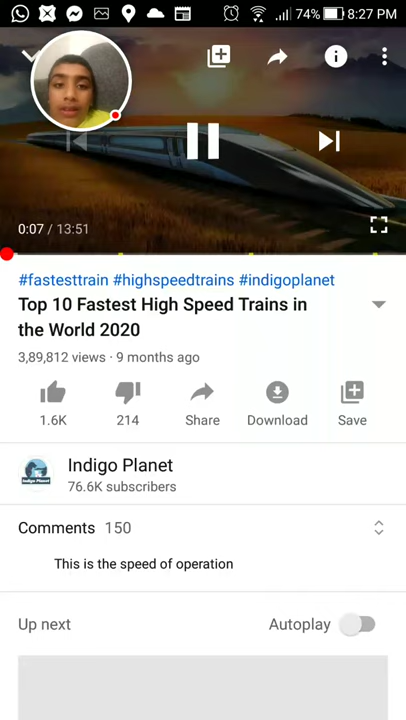 74% 8:27 PM
0:07 / 13:51
#fastesttrain #highspeedtrains #indigoplanet
Top 10 Fastest High Speed Trains in
the World 2020
3,89,812 views · 9 months ago
1.6K 214 Share Download Save
Indigo Planet
Indigo Planet
76.6K subscribers
Comments 150
This is the speed of operation
Up next Autoplay